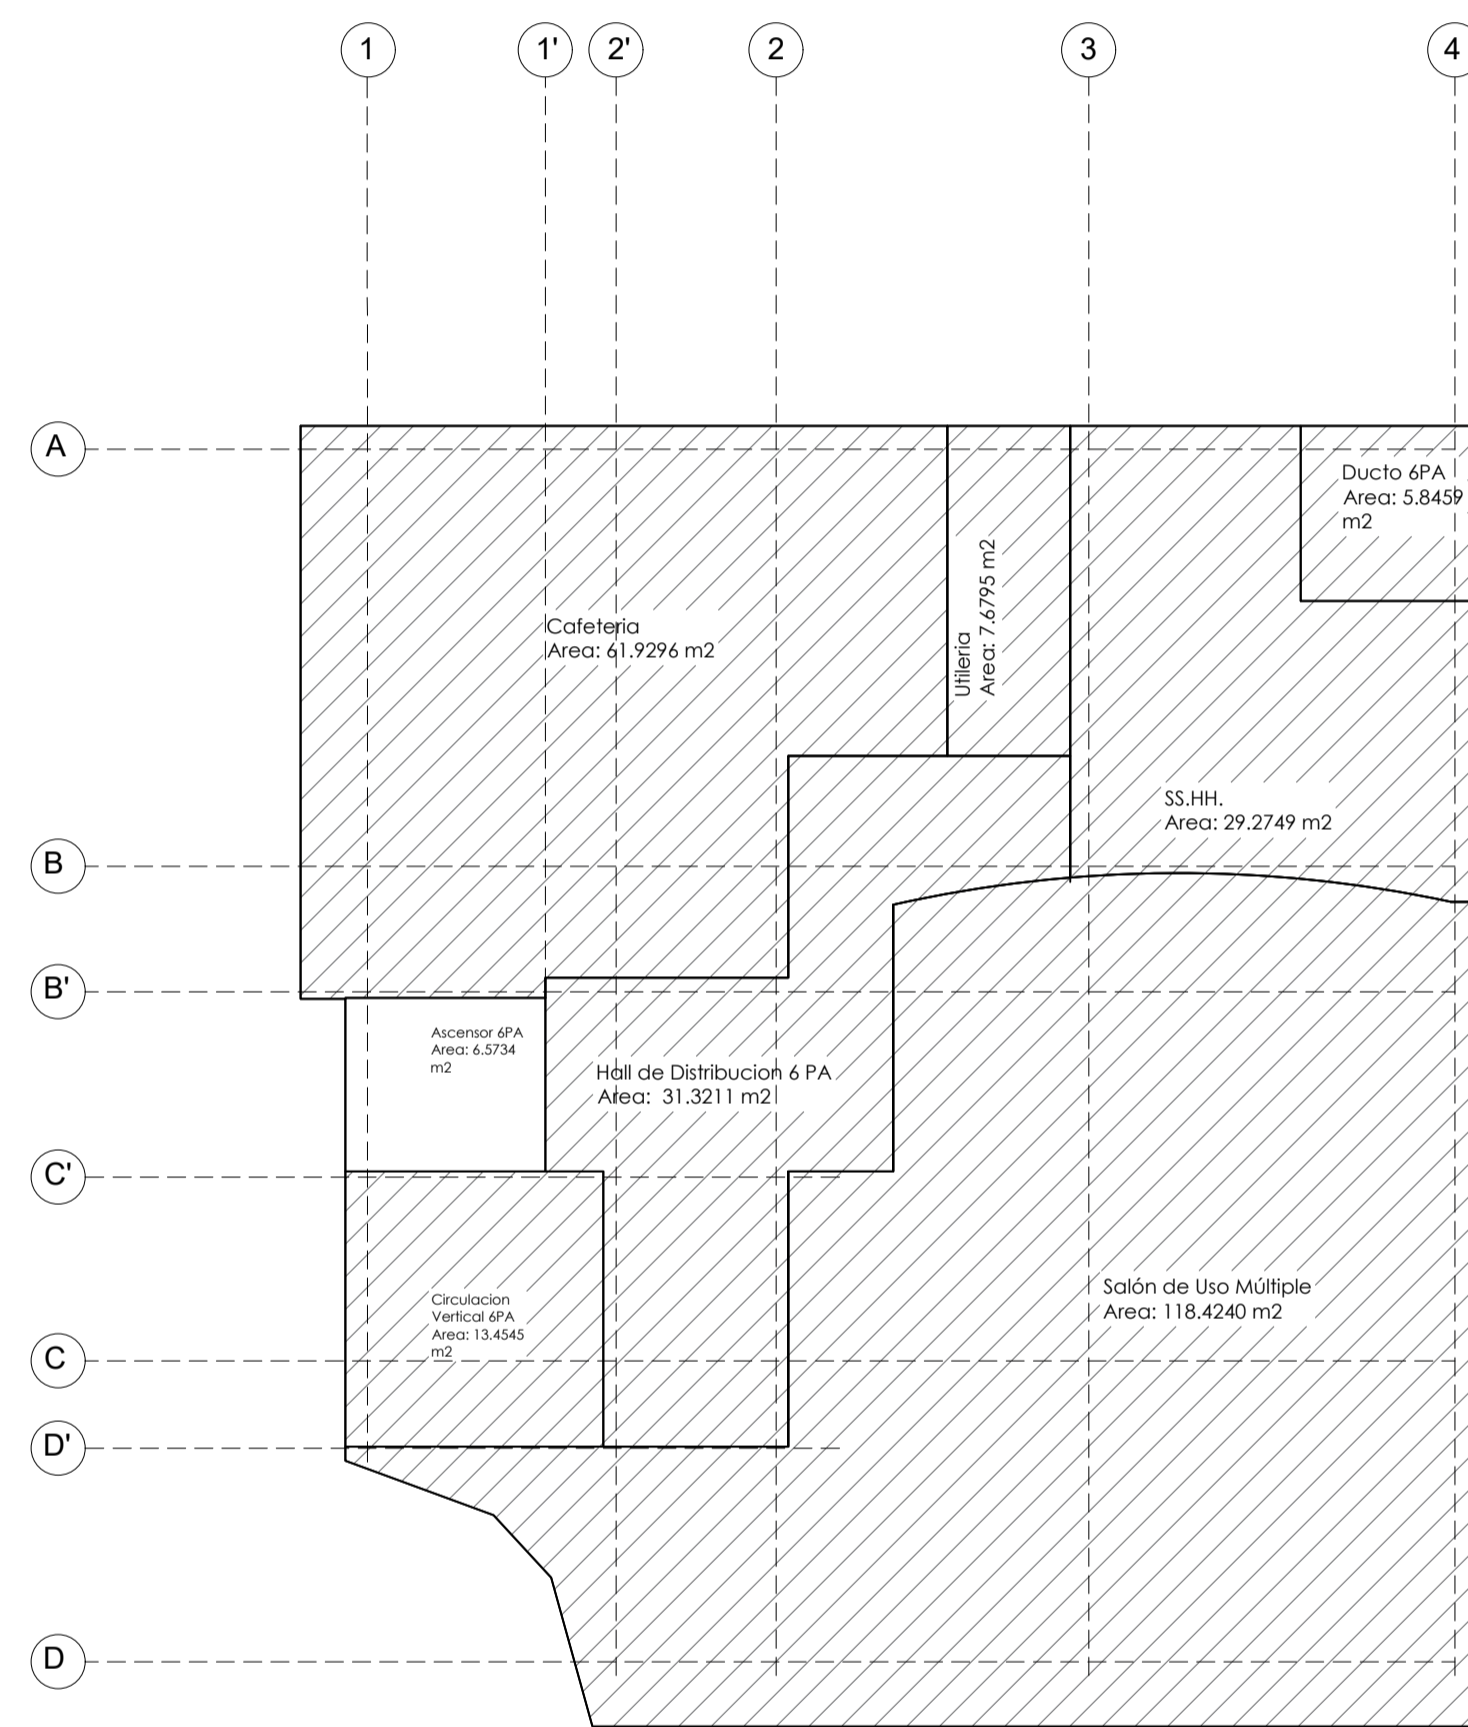 1 1' 2' 2 3 4
A
Ducto 6PA
Area: 5.8459
m2
Utileria
Area: 7.6795 m2
Cafeteria
Area: 61.9296 m2
SS.HH.
Area: 29.2749 m2
B
B'
Ascensor 6PA
Area: 6.5734
m2
Hall de Distribucion 6 PA
Area: 31.3211 m2
C'
Salón de Uso Múltiple
Area: 118.4240 m2
Circulacion
Vertical 6PA
Area: 13.4545
m2
C
D'
D